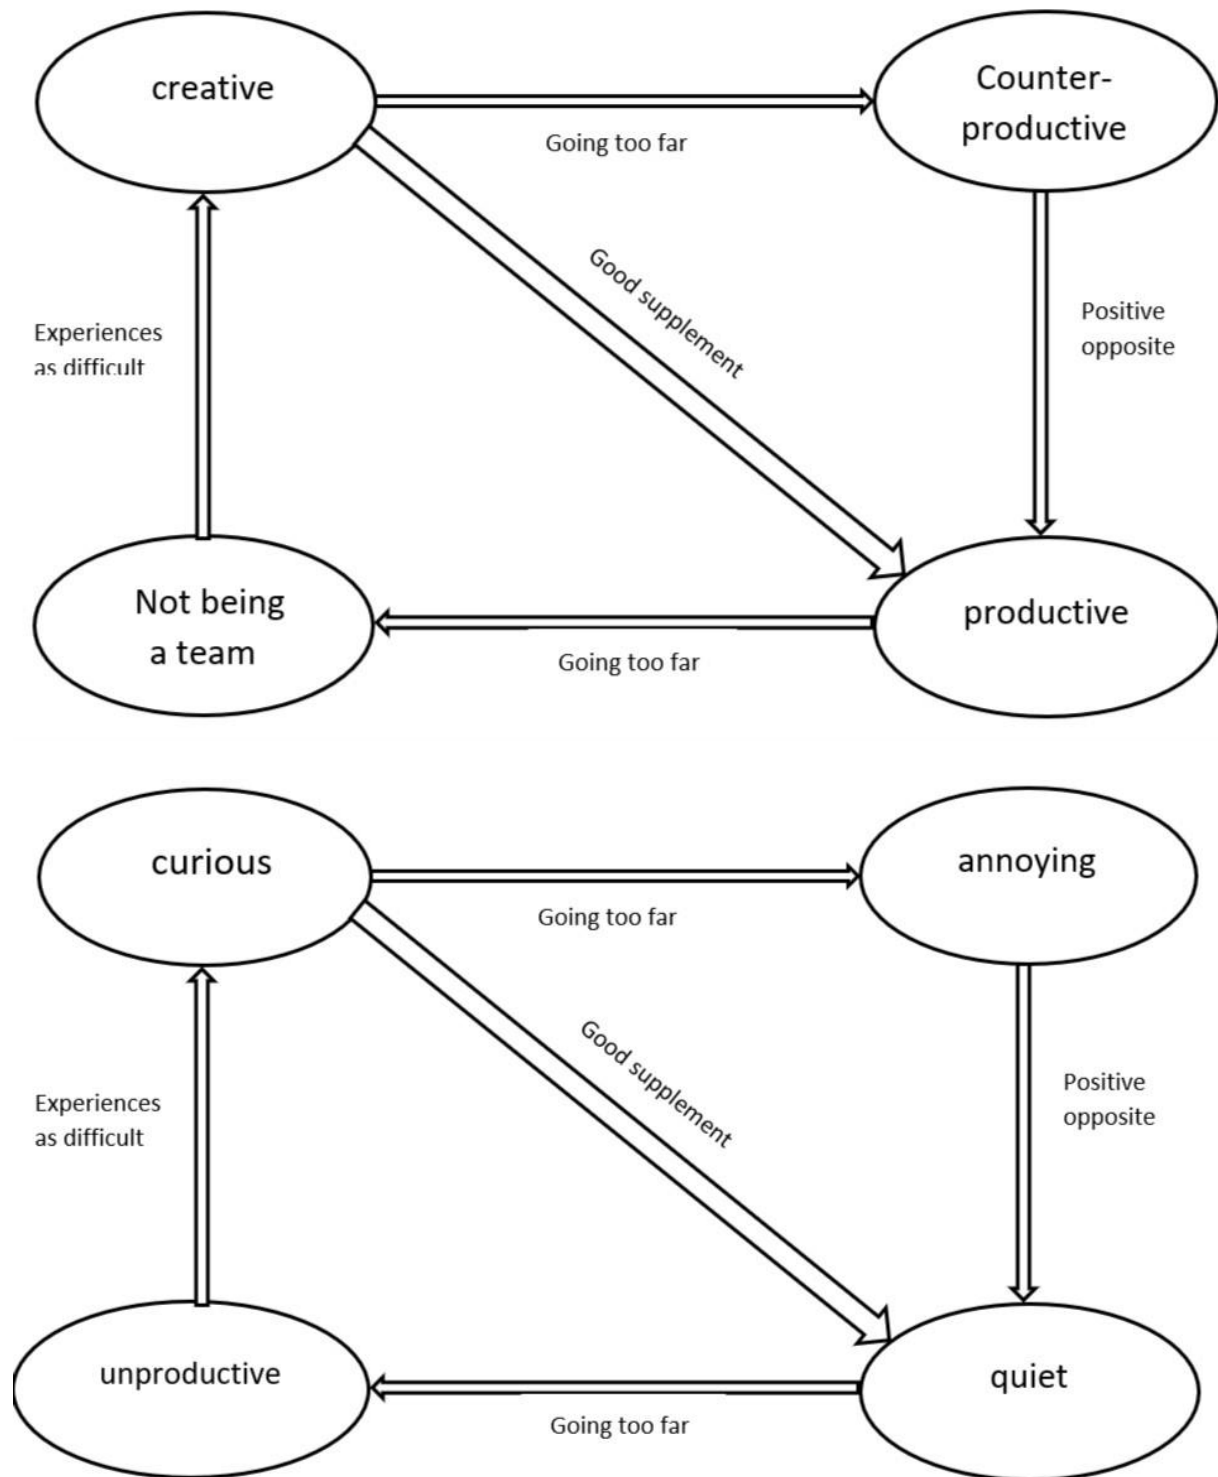 creative
Counter-
productive
Going too far
Good supplement
Experiences
as difficult
Positive
opposite
Not being
a team
productive
Going too far
curious
annoying
Going too far
Good supplement
Experiences
as difficult
Positive
opposite
unproductive
quiet
Going too far